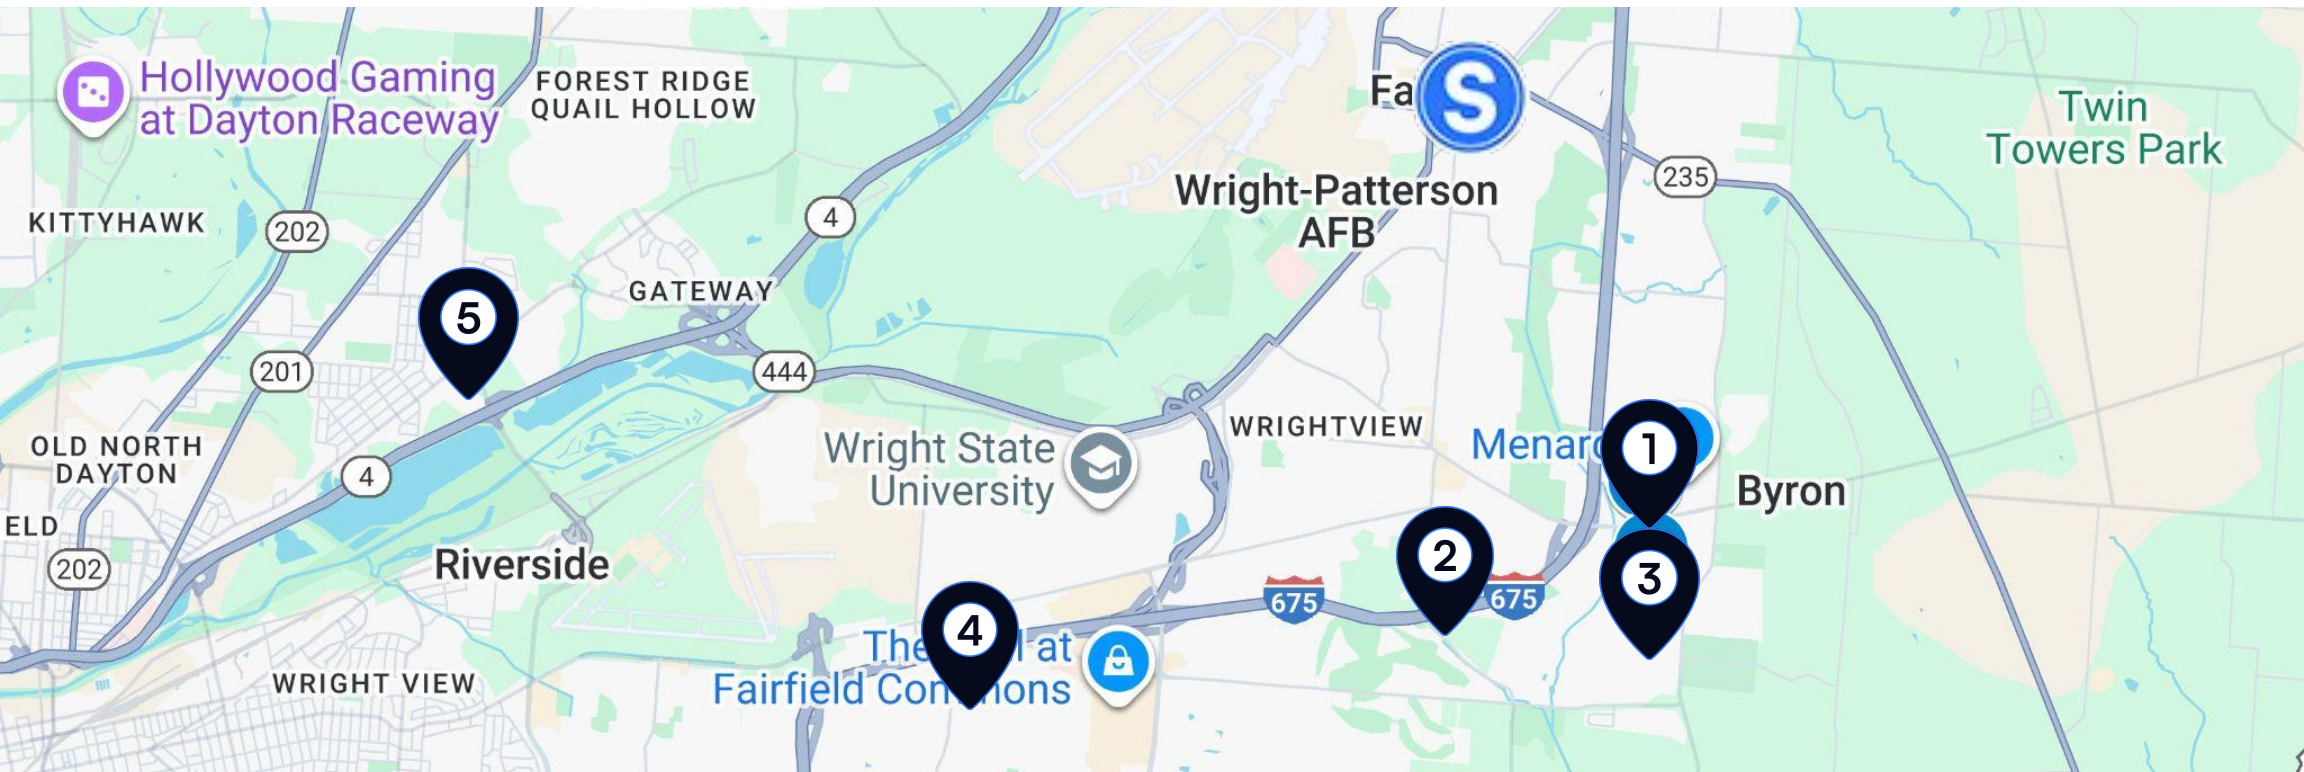 Hollywood Gaming
at Dayton Raceway
FOREST RIDGE
QUAIL HOLLOW
Fa
S
Twin
Towers Park
235
Wright-Patterson
AFB
KITTYHAWK
202
4
GATEWAY
5
201
444
WRIGHTVIEW
OLD NORTH
DAYTON
4
Wright State
University
Menar
1
Byron
ELD
202
Riverside
2
675
675
3
4
The l at
Fairfield Com ons
WRIGHT VIEW